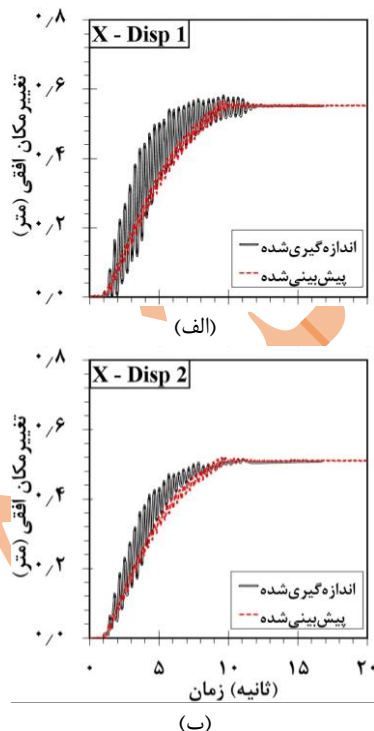 X - Disp 1
۰٫۸
۰٫۶
۰٫۴
۰٫۲
۰٫۰
تغییرمکان افقی (متر)
اندازه‌گیری‌شده
پیش‌بینی‌شده
(الف)
X - Disp 2
۰٫۸
۰٫۶
۰٫۴
۰٫۲
۰٫۰
تغییرمکان افقی (متر)
اندازه‌گیری‌شده
پیش‌بینی‌شده
۰ ۵ ۱۰ ۱۵ ۲۰
زمان (ثانیه)
(ب)